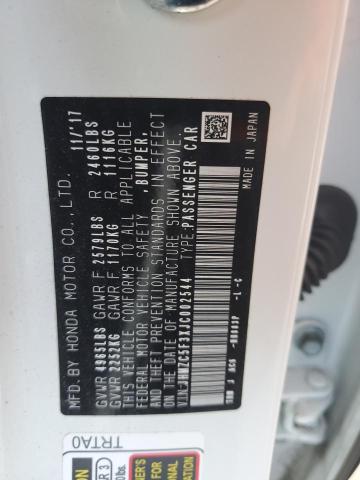 MFD. BY HONDA MOTOR CO., LTD. 11/'17
GVWR 4965LBS GAWR F 2579LBS R 2460LBS
GVWR 2252KG GAWR F 1170KG R 1116KG
THIS VEHICLE CONFORMS TO ALL APPLICABLE
FEDERAL MOTOR VEHICLE SAFETY, BUMPER,
AND THEFT PREVENTION STANDARDS IN EFFECT
ON THE DATE OF MANUFACTURE SHOWN ABOVE.
V.I.N.: TYPE:PASSENGER CAR
-L-C
MADE IN JAPAN
TRTA0